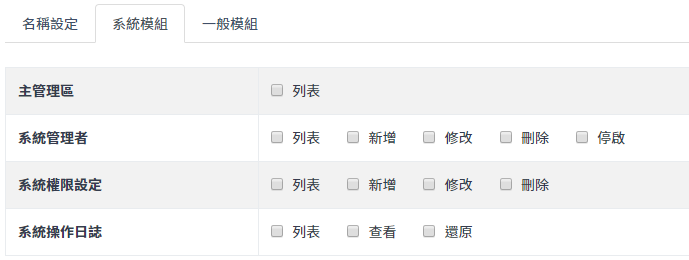 名稱設定 系統模組 一般模組
主管理區 列表
系統管理者 列表 新增 修改 刪除 停啟
系統權限設定 列表 新增 修改 刪除
系統操作日誌 列表 查看 還原